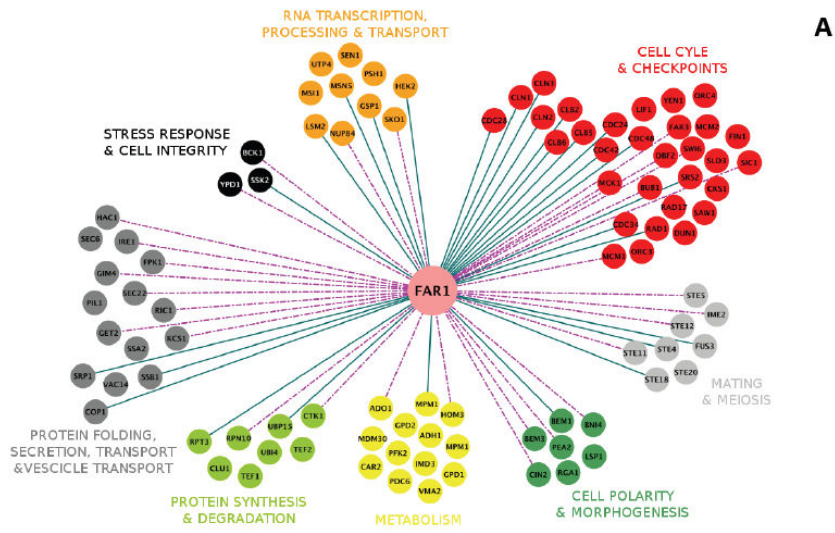 A
RNA TRANSCRIPTION,
PROCESSING & TRANSPORT
SEN1
UTP4
PSH1
MSN5
HEK2
MSI1
GSP1
SKO1
LSM2
NUP84
CELL CYLE
& CHECKPOINTS
CLN3
CLN1
CLB2
CDC28
CLN2
CLB5
CLB6
CDC24
CDC42
LIF1
YEN1
ORC4
FAR1
MCM2
FIN1
CDC48
DBF2
SWI6
SLD3
SIC1
MCK1
BUB1
SRS2
CKS1
RAD17
SAW1
CDC34
RAD1
DUN1
MCM1
ORC3
STRESS RESPONSE
& CELL INTEGRITY
BCK1
YPD1
SSK2
HAC1
SEC6
IRE1
FPK1
GIM4
SEC22
PIL1
RIC1
GET2
KCS1
SSA2
SRP1
VAC14
SSB1
COP1
PROTEIN FOLDING,
SECRETION, TRANSPORT
&VESCICLE TRANSPORT
FAR1
STE5
IME2
STE12
STE11
STE4
FUS3
STE18
STE20
MATING
& MEIOSIS
RPT3
RPN10
UBP15
CTK1
UBI4
TEF2
CLU1
TEF1
PROTEIN SYNTHESIS
& DEGRADATION
ADO1
MPM1
HOM3
GPD2
MDM30
ADH1
MPM1
PFK2
CAR2
IMD3
GPD1
PDC6
VMA2
METABOLISM
BEM1
BNI4
BEM3
PEA2
LSP1
CIN2
RGA1
CELL POLARITY
& MORPHOGENESIS